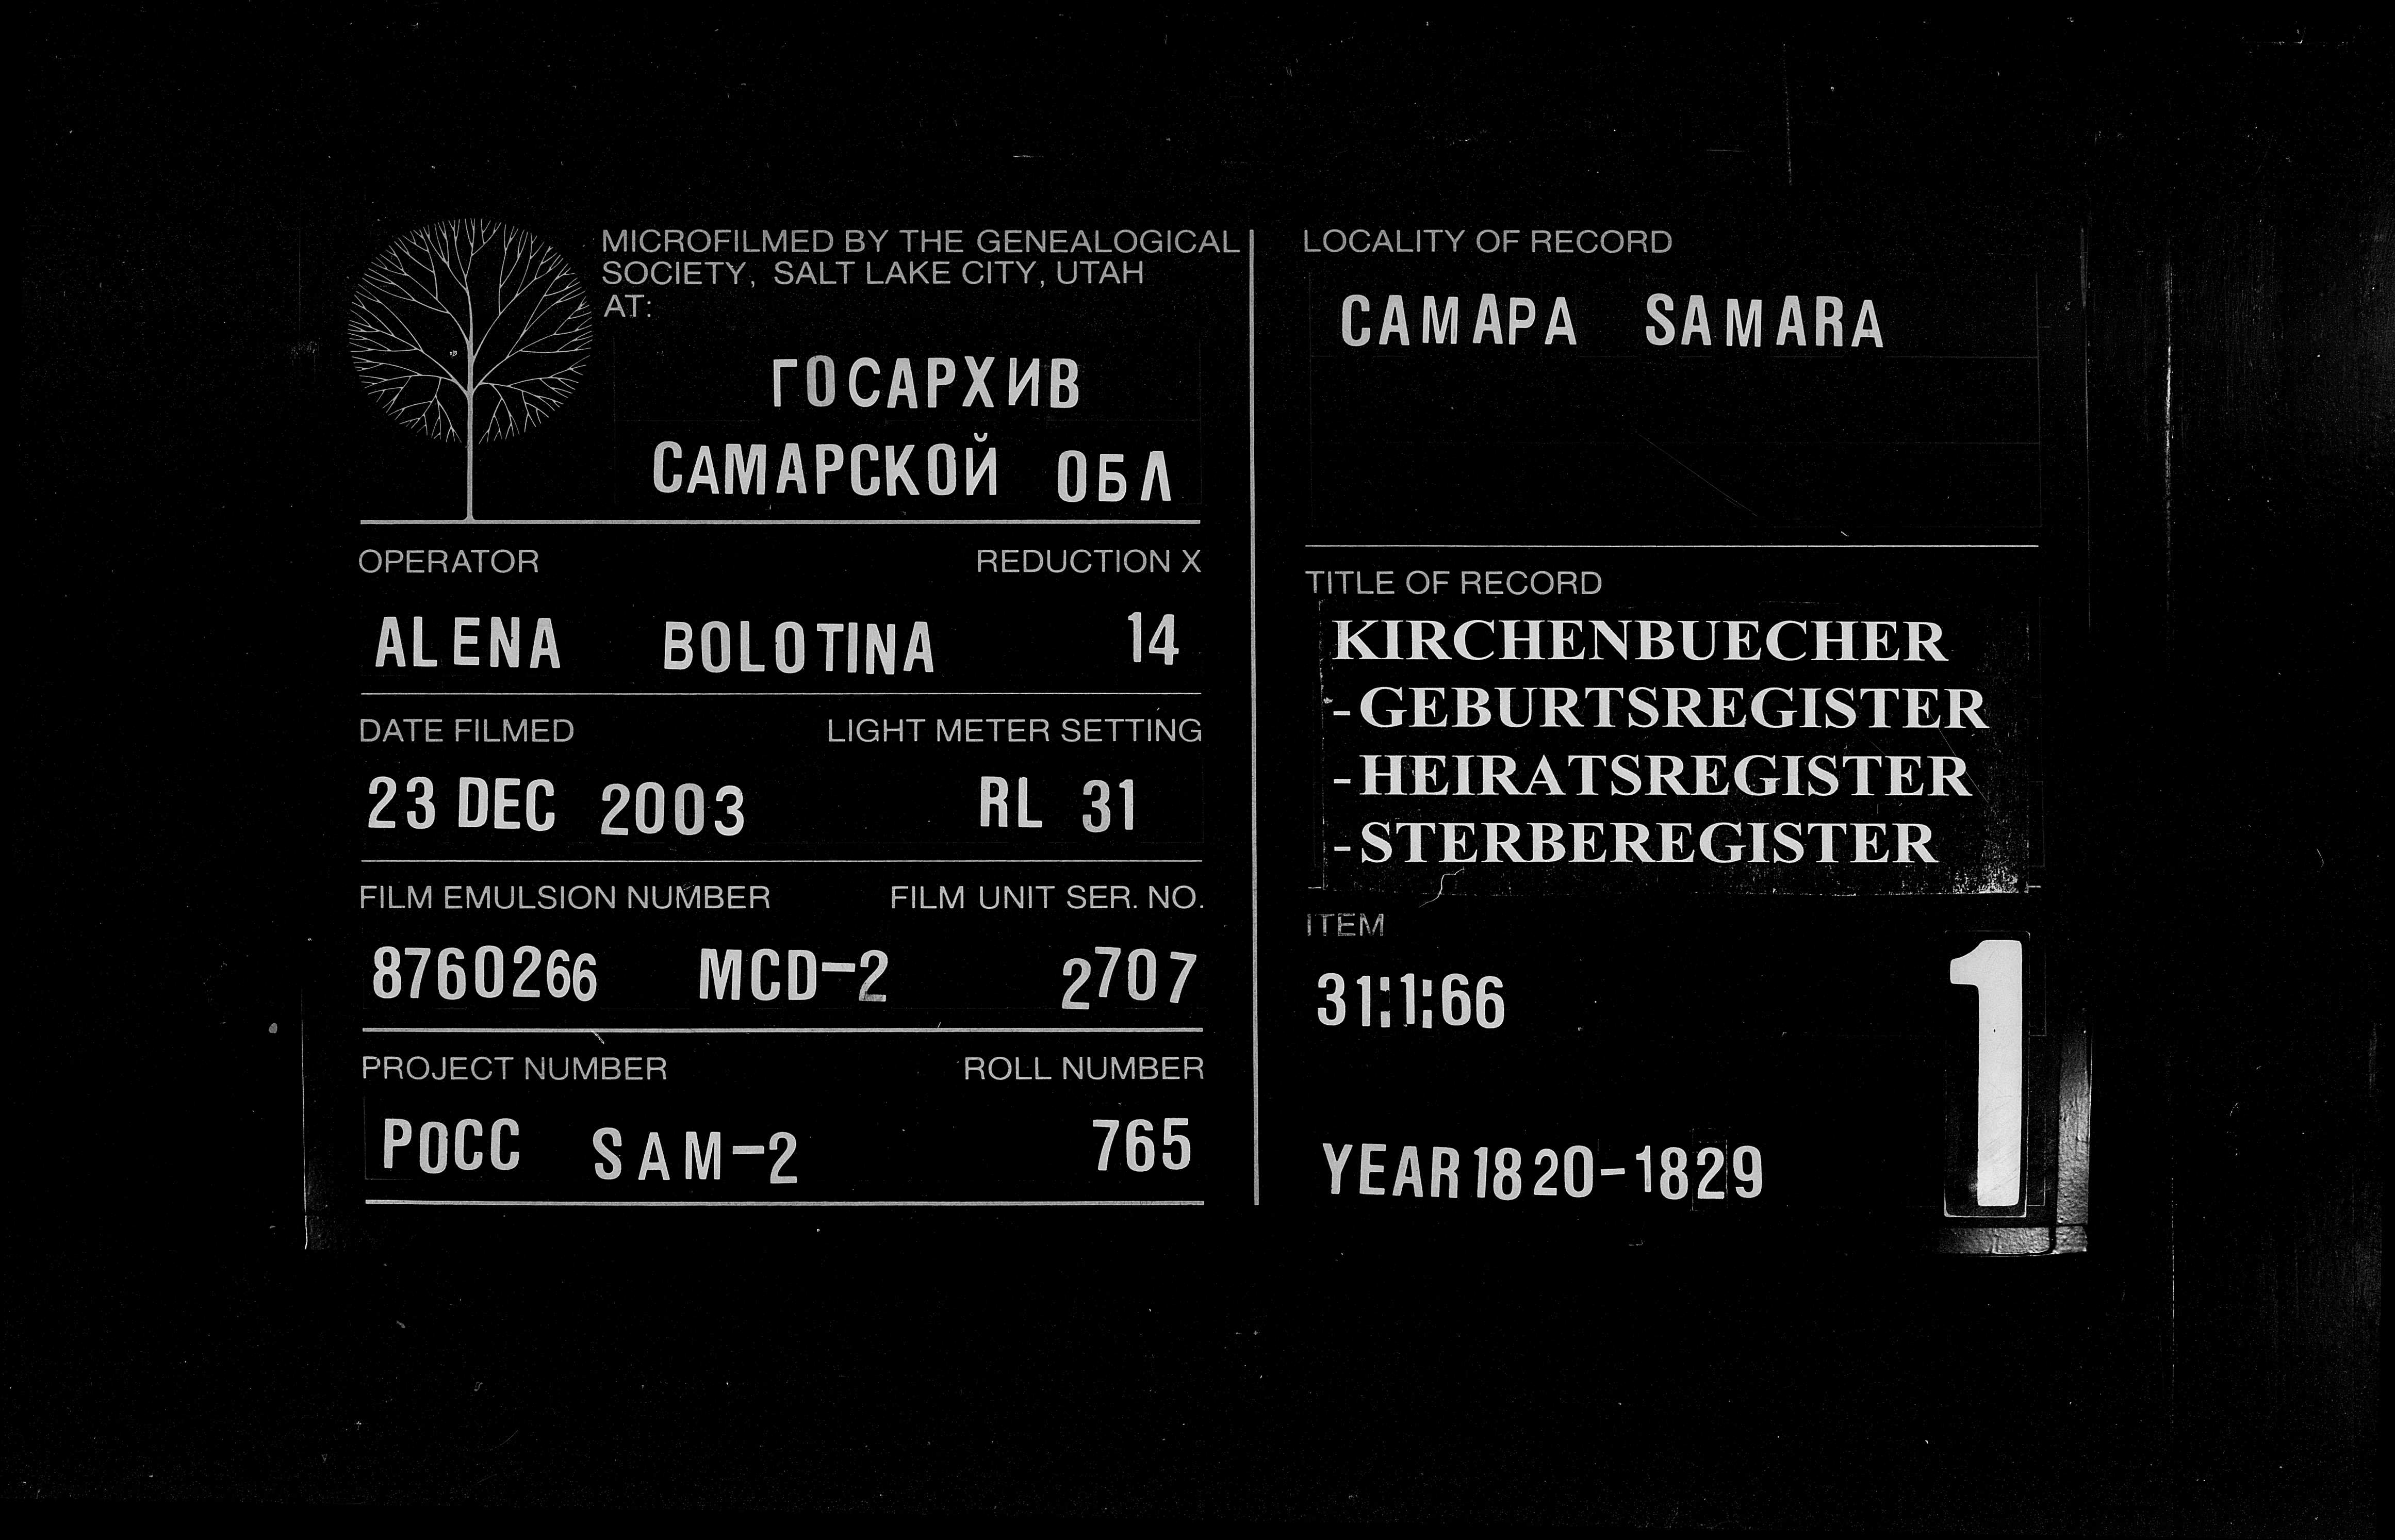 MICROFILMED BY THE GENEALOGICAL
SOCIETY, SALT LAKE CITY, UTAH
AT:
ГОСАРХИВ
САМАРСКОЙ ОБЛ
OPERATOR REDUCTION X
ALENA BOLOTINA 14
DATE FILMED LIGHT METER SETTING
23 DEC 2003 RL 31
FILM EMULSION NUMBER FILM UNIT SER. NO.
8760266 MCD-2 2707
PROJECT NUMBER ROLL NUMBER
РОСС SAM-2 765
LOCALITY OF RECORD
САМАРА SAMARA
TITLE OF RECORD
KIRCHENBUECHER
-GEBURTSREGISTER
-HEIRATSREGISTER
-STERBEREGISTER
ITEM
31:1:66
1
YEAR 1820-1829